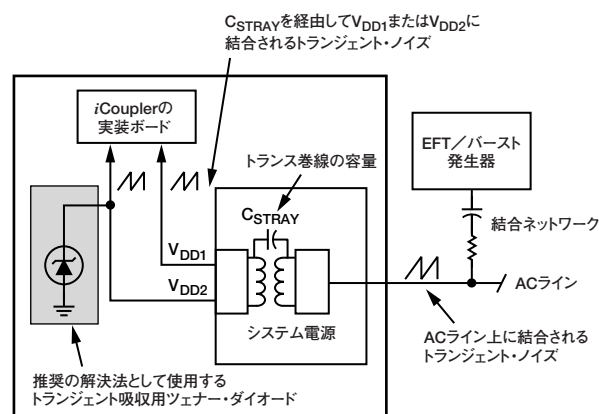 CSTRAYを経由してVDD1またはVDD2に
結合されるトランジェント・ノイズ
iCouplerの
実装ボード
トランス巻線の容量
CSTRAY
EFT／バースト
発生器
結合ネットワーク
VDD1
VDD2
ACライン
システム電源
ACライン上に結合される
トランジェント・ノイズ
推奨の解決法として使用する
トランジェント吸収用ツェナー・ダイオード